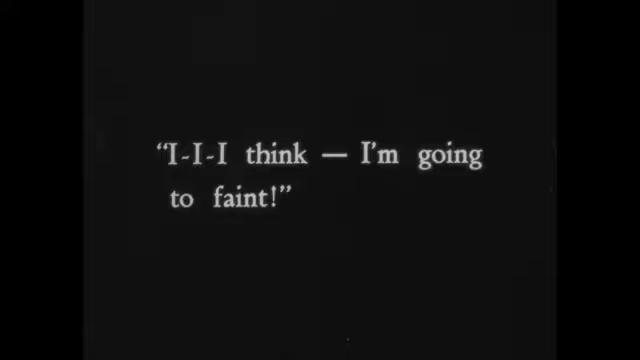 “I-I-I think — I'm going
to faint!”